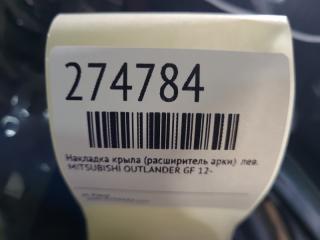 274784
Накладка крыла (расширитель арки) лев.
MITSUBISHI OUTLANDER GF 12-